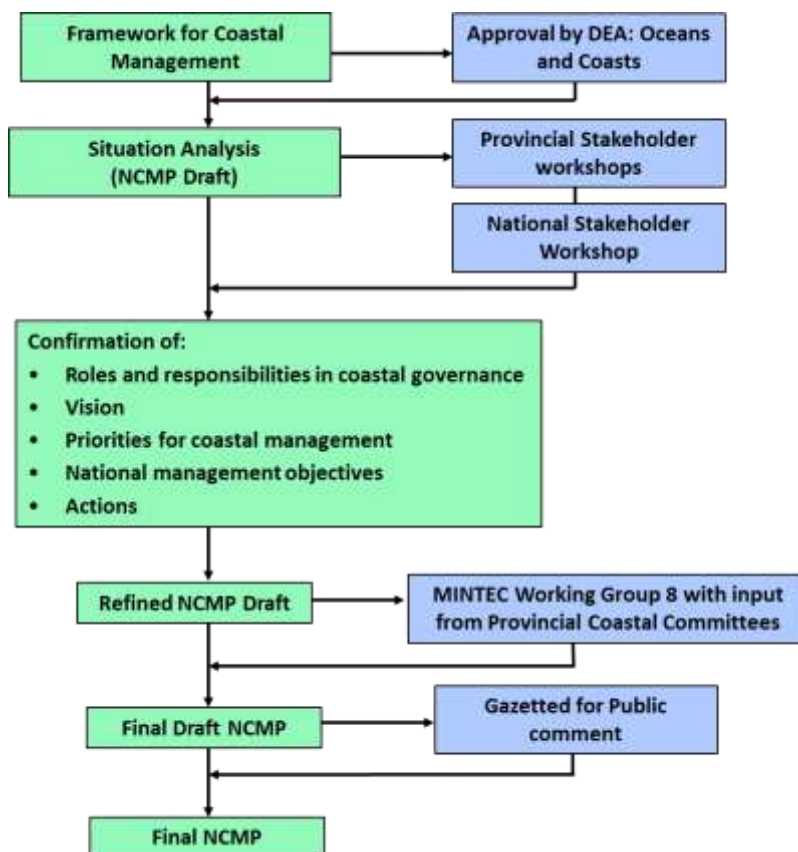 Framework for Coastal
Management
Approval by DEA: Oceans
and Coasts
Situation Analysis
(NCMP Draft)
Provincial Stakeholder
workshops
National Stakeholder
Workshop
Confirmation of:
• Roles and responsibilities in coastal governance
• Vision
• Priorities for coastal management
• National management objectives
• Actions
Refined NCMP Draft
MINTEC Working Group 8 with input
from Provincial Coastal Committees
Final Draft NCMP
Gazetted for Public
comment
Final NCMP